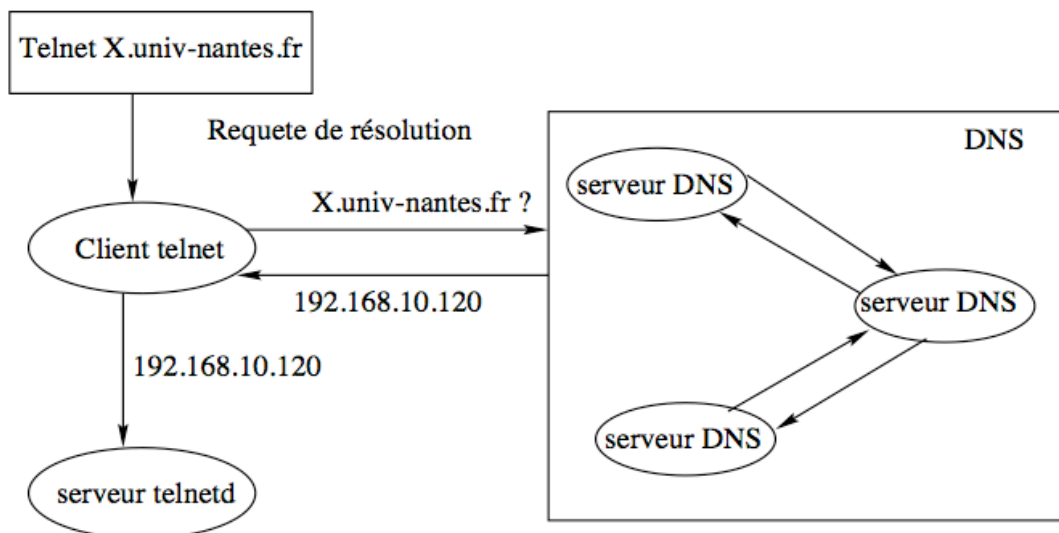 Telnet X.univ-nantes.fr
Requete de résolution
DNS
serveur DNS
X.univ-nantes.fr ?
Client telnet
192.168.10.120
serveur DNS
192.168.10.120
serveur DNS
serveur telnetd